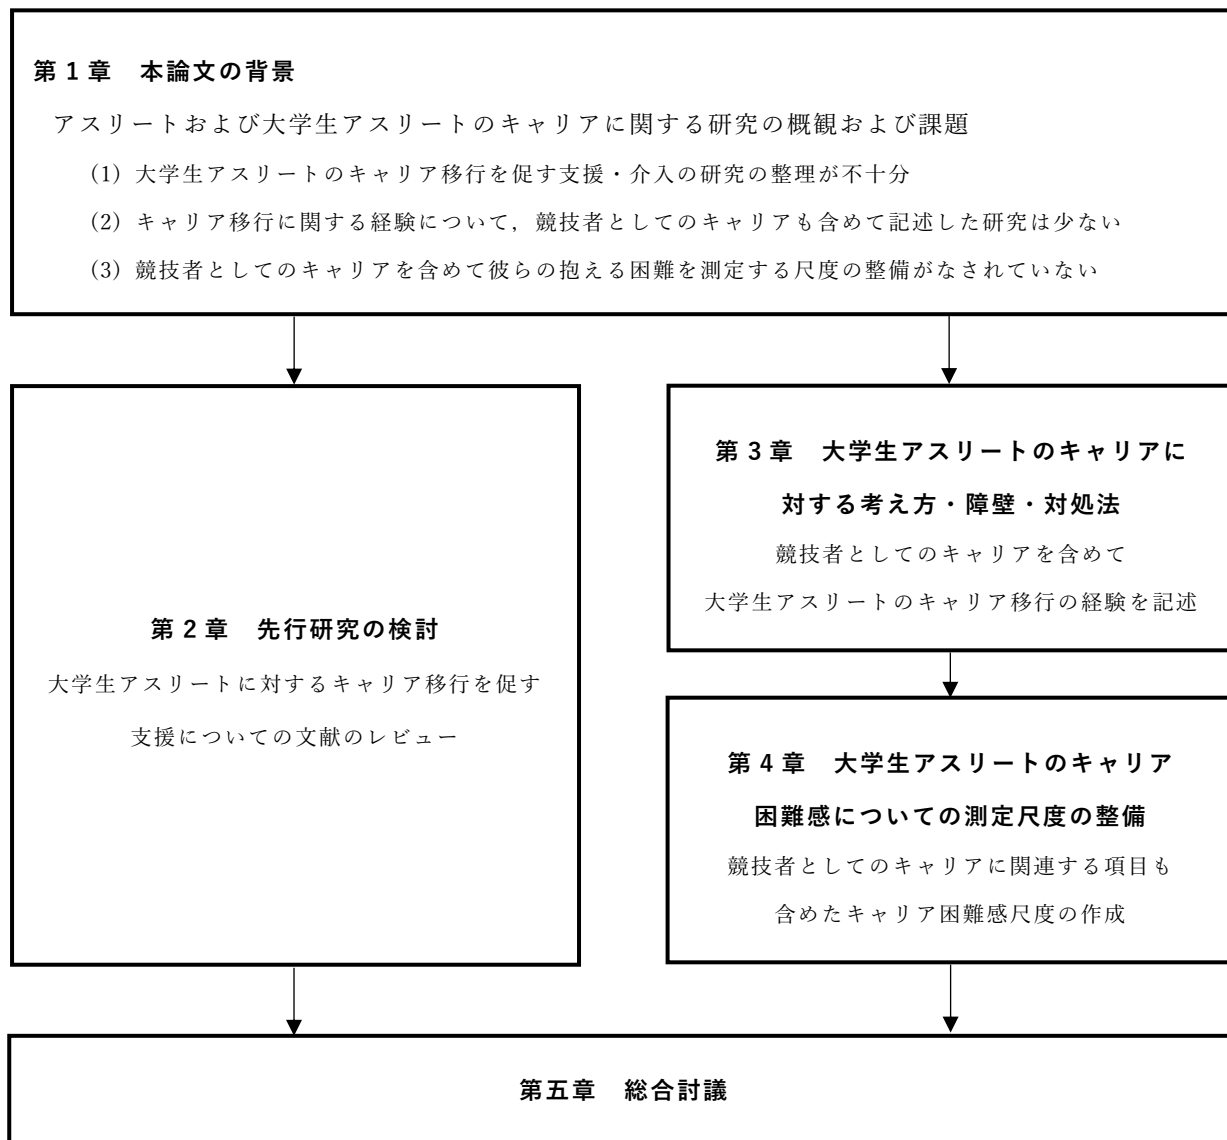 第1章　本論文の背景
アスリートおよび大学生アスリートのキャリアに関する研究の概観および課題
(1) 大学生アスリートのキャリア移行を促す支援・介入の研究の整理が不十分
(2) キャリア移行に関する経験について，競技者としてのキャリアも含めて記述した研究は少ない
(3) 競技者としてのキャリアを含めて彼らの抱える困難を測定する尺度の整備がなされていない
第2章　先行研究の検討
大学生アスリートに対するキャリア移行を促す
支援についての文献のレビュー
第3章　大学生アスリートのキャリアに
対する考え方・障壁・対処法
競技者としてのキャリアを含めて
大学生アスリートのキャリア移行の経験を記述
第4章　大学生アスリートのキャリア
困難感についての測定尺度の整備
競技者としてのキャリアに関連する項目も
含めたキャリア困難感尺度の作成
第五章　総合討議